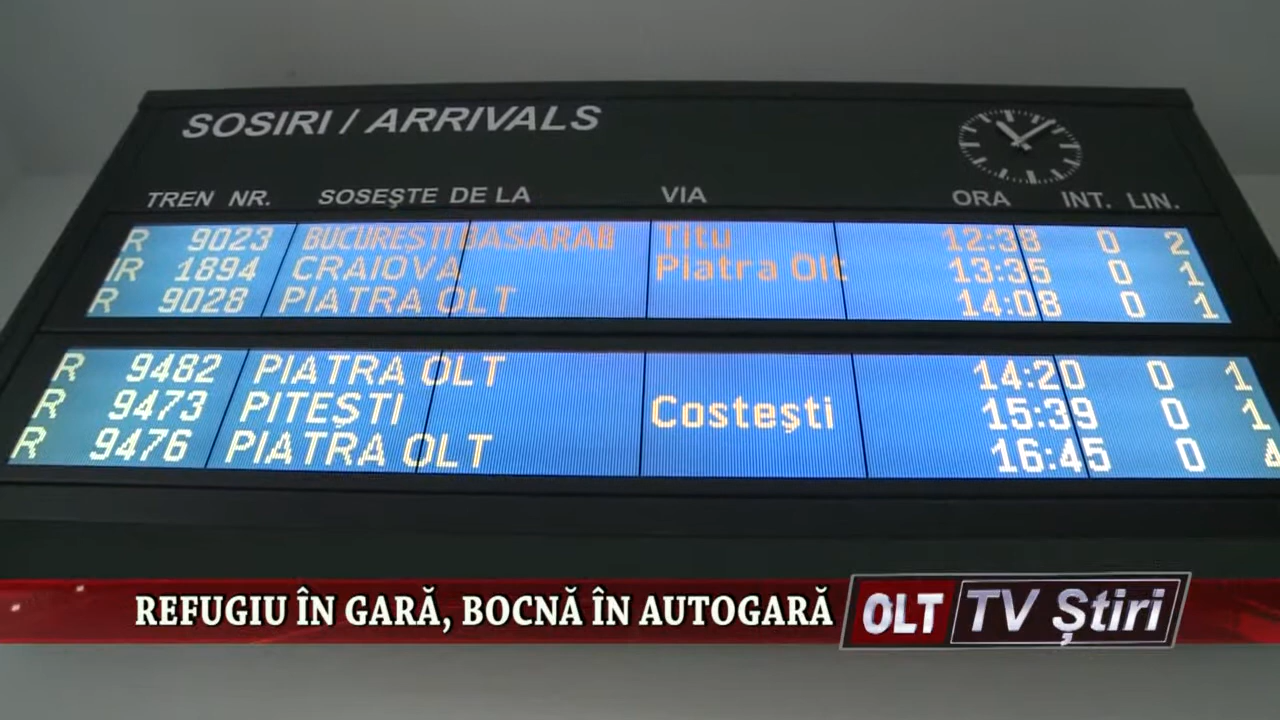 SOSIRI / ARRIVALS
TREN NR. SOSEŞTE DE LA VIA ORA INT. LIN.
R 9023 BUCURESTI BASARAB Titu 12:38 0 2
IR 1894 CRAIOVA Piatra Olt 13:35 0 1
R 9028 PIATRA OLT 14:08 0 1
R 9482 PIATRA OLT 14:20 0 1
R 9473 PITEŞTI Costeşti 15:39 0 1
R 9476 PIATRA OLT 16:45 0 4
REFUGIU ÎN GARĂ, BOCNĂ ÎN AUTOGARĂ
OLT TV Știri